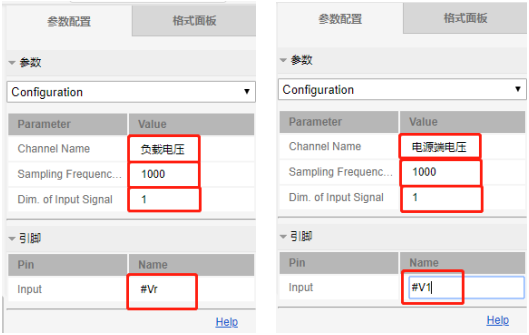 参数配置
格式面板
参数
Configuration
Parameter
Value
Channel Name
负载电压
Sampling Frequenc...
1000
Dim. of Input Signal
1
引脚
Pin
Name
Input
#Vr
Help
参数配置
格式面板
参数
Configuration
Parameter
Value
Channel Name
电源端电压
Sampling Frequenc...
1000
Dim. of Input Signal
1
引脚
Pin
Name
Input
#V1
Help